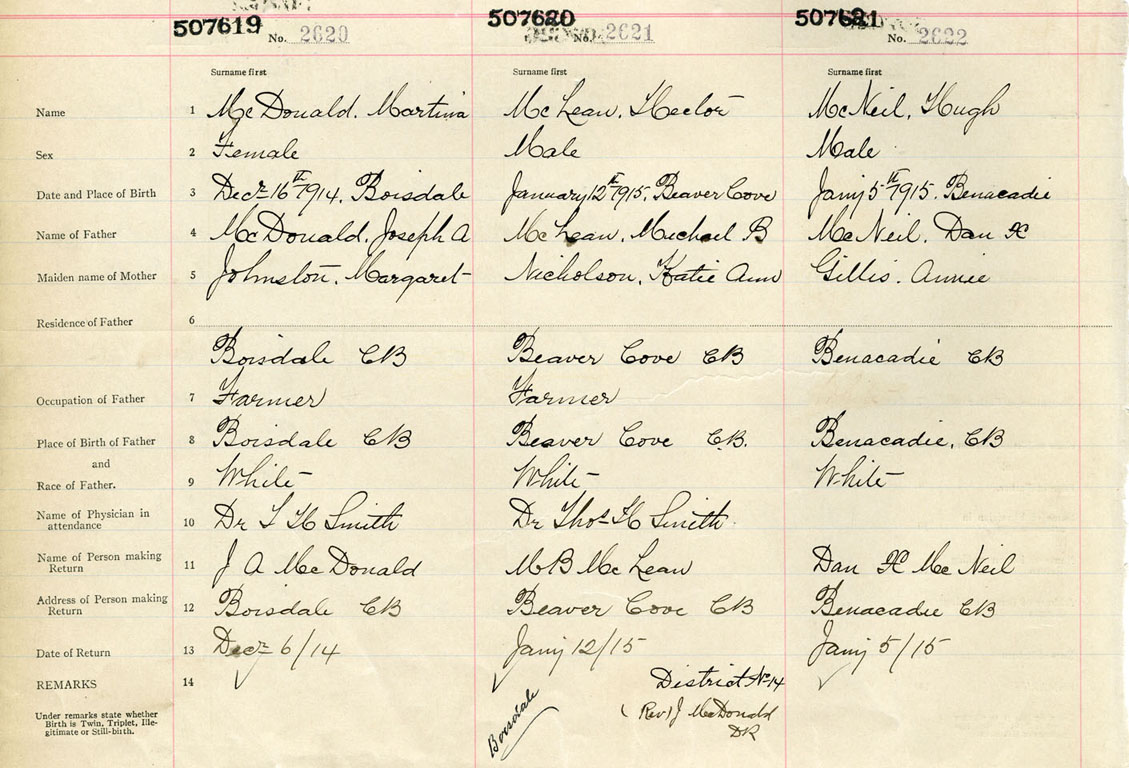 507619 507620 507621
No. 2620 No. 2621 No. 2622
Surname first Surname first Surname first
Name 1 McDonald. Martina McLean. Hector McNeil, Hugh
Sex 2 Female Male Male
Date and Place of Birth 3 Decr 16th 1914. Boisdale January 12th 1915. Beaver Cove Jany 5th 1915. Benacadie
Name of Father 4 McDonald, Joseph A McLean. Michael B McNeil. Dan X
Maiden name of Mother 5 Johnston. Margaret Nicholson, Katie Ann Gillis. Annie
Residence of Father 6
Boisdale CB Beaver Cove CB Benacadie CB
Occupation of Father 7 Farmer Farmer
Place of Birth of Father 8 Boisdale CB Beaver Cove C.B. Benacadie, CB
and
Race of Father. 9 White White White
Name of Physician in
attendance 10 Dr T H Smith Dr Thos H Smith
Name of Person making
Return 11 J A McDonald M B McLean Dan X McNeil
Address of Person making
Return 12 Boisdale CB Beaver Cove CB Benacadie CB
Date of Return 13 Decr 6/14 Jany 12/15 Jany 5/15
REMARKS 14 District No 14
Under remarks state whether
Birth is Twin, Triplet, Ille-
gitimate or Still-birth.
Boisdale
(Rev) J McDonald
DR